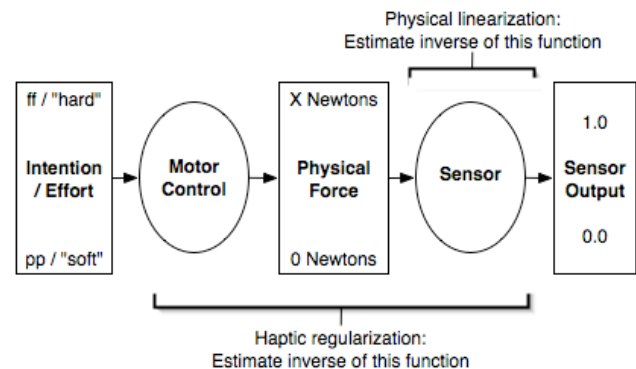 Physical linearization:
Estimate inverse of this function
ff / "hard"
Intention
/ Effort
pp / "soft"
Motor
Control
X Newtons
Physical
Force
0 Newtons
Sensor
1.0
Sensor
Output
0.0
Haptic regularization:
Estimate inverse of this function